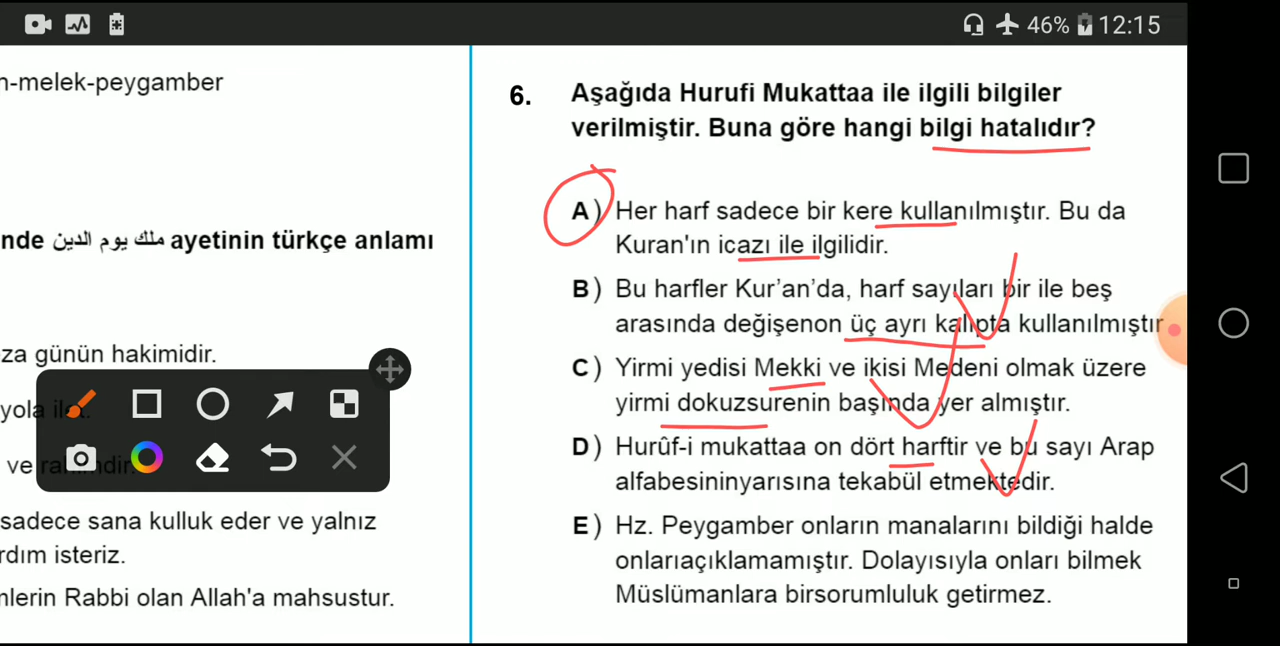 46% 12:15
n-melek-peygamber
nde ملك يوم الدين ayetinin türkçe anlamı
za günün hakimidir.
yola ilet.
ve rahimdir.
sadece sana kulluk eder ve yalnız
rdım isteriz.
nlerin Rabbi olan Allah'a mahsustur.
6. Aşağıda Hurufi Mukattaa ile ilgili bilgiler
verilmiştir. Buna göre hangi bilgi hatalıdır?
A) Her harf sadece bir kere kullanılmıştır. Bu da
Kuran'ın icazı ile ilgilidir.
B) Bu harfler Kur’an’da, harf sayıları bir ile beş
arasında değişenon üç ayrı kalıpta kullanılmıştır
C) Yirmi yedisi Mekki ve ikisi Medeni olmak üzere
yirmi dokuzsurenin başında yer almıştır.
D) Hurûf-i mukattaa on dört harftir ve bu sayı Arap
alfabesininyarısına tekabül etmektedir.
E) Hz. Peygamber onların manalarını bildiği halde
onlarıaçıklamamıştır. Dolayısıyla onları bilmek
Müslümanlara birsorumluluk getirmez.